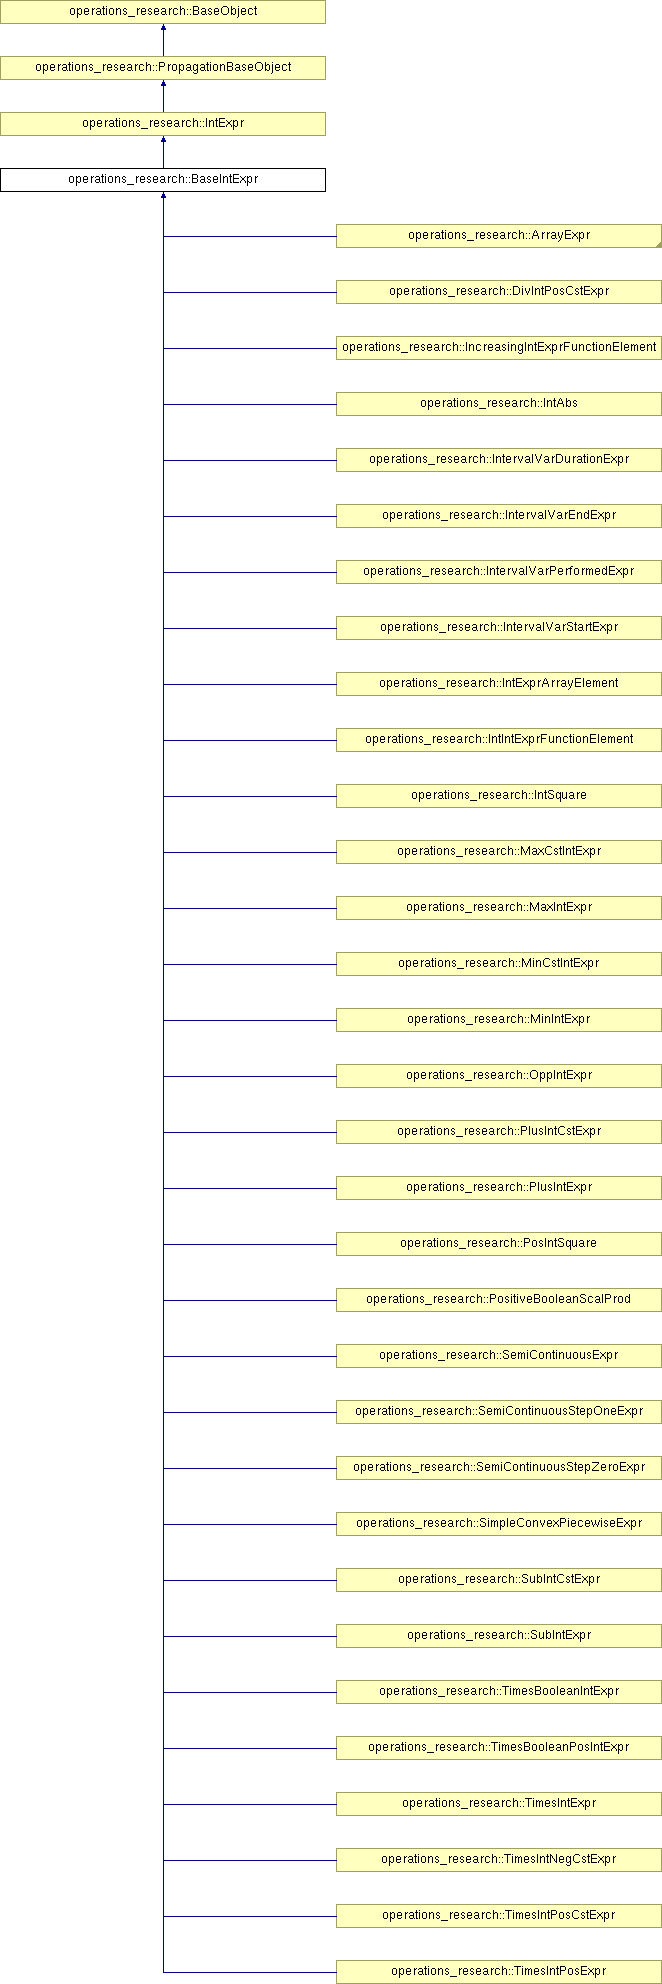 operations_research::BaseObject
operations_research::PropagationBaseObject
operations_research::IntExpr
operations_research::BaseIntExpr
operations_research::ArrayExpr
operations_research::DivIntPosCstExpr
operations_research::IncreasingIntExprFunctionElement
operations_research::IntAbs
operations_research::IntervalVarDurationExpr
operations_research::IntervalVarEndExpr
operations_research::IntervalVarPerformedExpr
operations_research::IntervalVarStartExpr
operations_research::IntExprArrayElement
operations_research::IntIntExprFunctionElement
operations_research::IntSquare
operations_research::MaxCstIntExpr
operations_research::MaxIntExpr
operations_research::MinCstIntExpr
operations_research::MinIntExpr
operations_research::OppIntExpr
operations_research::PlusIntCstExpr
operations_research::PlusIntExpr
operations_research::PosIntSquare
operations_research::PositiveBooleanScalProd
operations_research::SemiContinuousExpr
operations_research::SemiContinuousStepOneExpr
operations_research::SemiContinuousStepZeroExpr
operations_research::SimpleConvexPiecewiseExpr
operations_research::SubIntCstExpr
operations_research::SubIntExpr
operations_research::TimesBooleanIntExpr
operations_research::TimesBooleanPosIntExpr
operations_research::TimesIntExpr
operations_research::TimesIntNegCstExpr
operations_research::TimesIntPosCstExpr
operations_research::TimesIntPosExpr